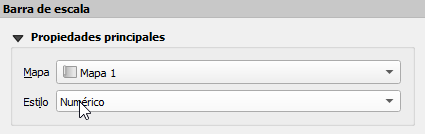 Barra de escala
Propiedades principales
Mapa Mapa 1
Estilo Numérico